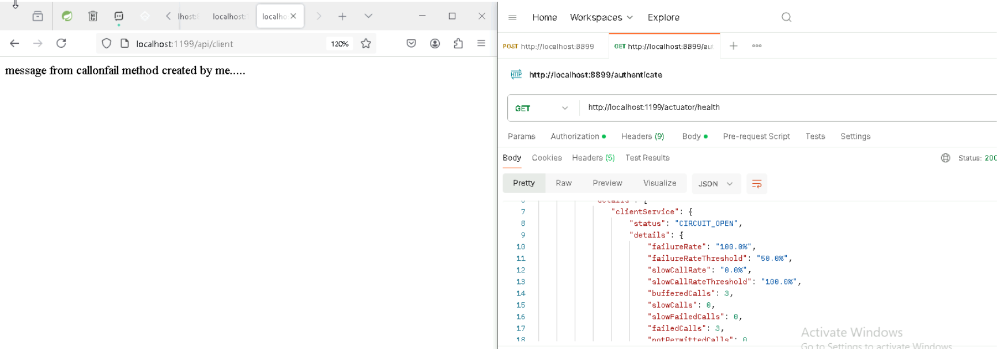 lhost:
localhost:
localho
localhost:1199/api/client
120%
message from callonfail method created by me.....
Home
Workspaces
Explore
POST http://localhost:8899
GET http://localhost:8899/aut
HTTP
http://localhost:8899/authenticate
GET
http://localhost:1199/actuator/health
Params
Authorization
Headers (9)
Body
Pre-request Script
Tests
Settings
Body
Cookies
Headers (5)
Test Results
Status: 200
Pretty
Raw
Preview
Visualize
JSON
6 "details": {
7 "clientService": {
8 "status": "CIRCUIT_OPEN",
9 "details": {
10 "failureRate": "100.0%",
11 "failureRateThreshold": "50.0%",
12 "slowCallRate": "0.0%",
13 "slowCallRateThreshold": "100.0%",
14 "bufferedCalls": 3,
15 "slowCalls": 0,
16 "slowFailedCalls": 0,
17 "failedCalls": 3,
18 "notPermittedCalls": 0
Activate Windows
Go to Settings to activate Windows